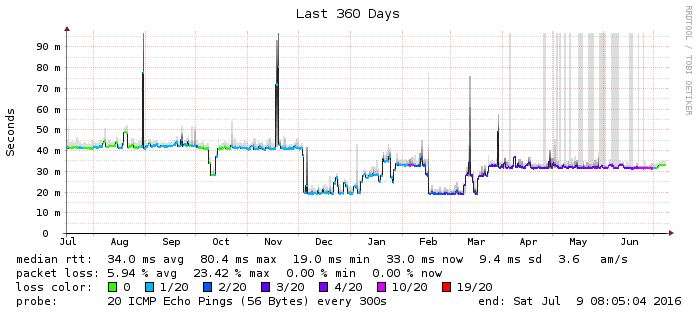 Last 360 Days
RRDTOOL / TOBI OETIKER
Seconds
90 m
80 m
70 m
60 m
50 m
40 m
30 m
20 m
10 m
0
Jul Aug Sep Oct Nov Dec Jan Feb Mar Apr May Jun
median rtt: 34.0 ms avg 80.4 ms max 19.0 ms min 33.0 ms now 9.4 ms sd 3.6 am/s
packet loss: 5.94 % avg 23.42 % max 0.00 % min 0.00 % now
loss color: 0 1/20 2/20 3/20 4/20 10/20 19/20
probe: 20 ICMP Echo Pings (56 Bytes) every 300s end: Sat Jul 9 08:05:04 2016